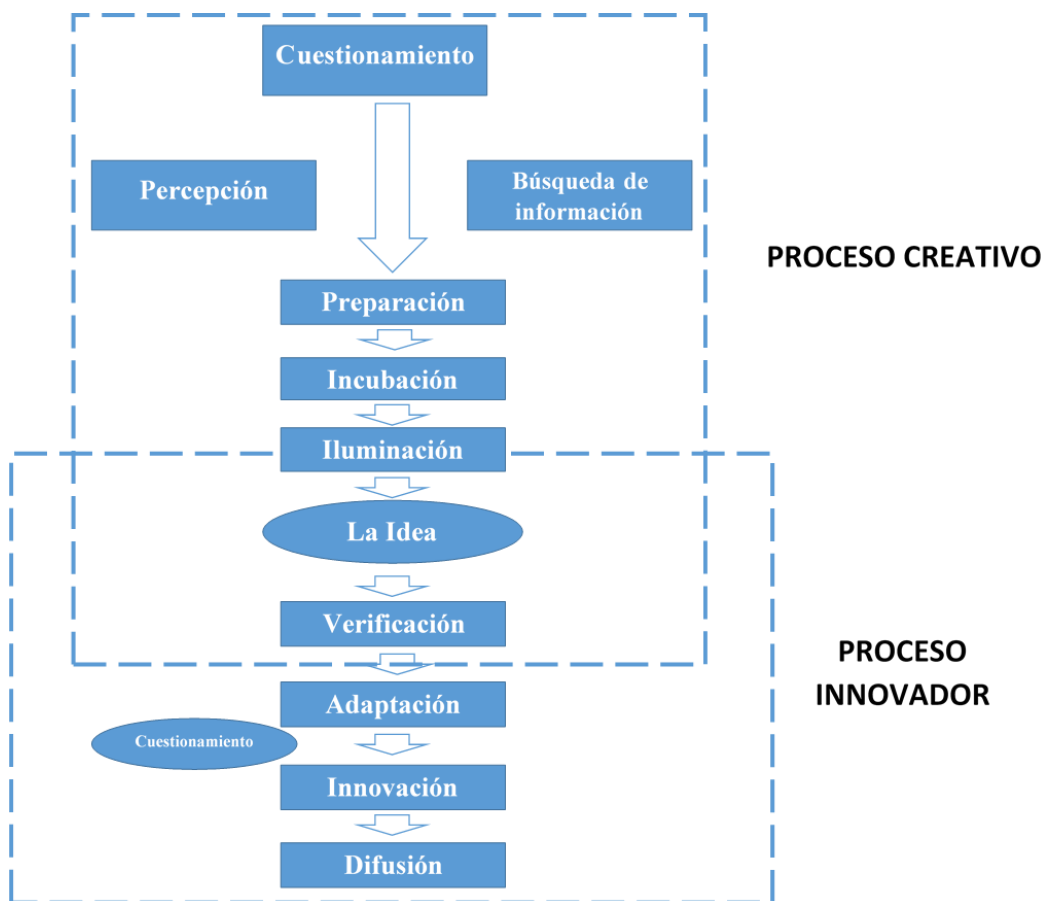 Cuestionamiento
Percepción
Búsqueda de
información
PROCESO CREATIVO
Preparación
Incubación
Iluminación
La Idea
Verificación
PROCESO
INNOVADOR
Adaptación
Cuestionamiento
Innovación
Difusión